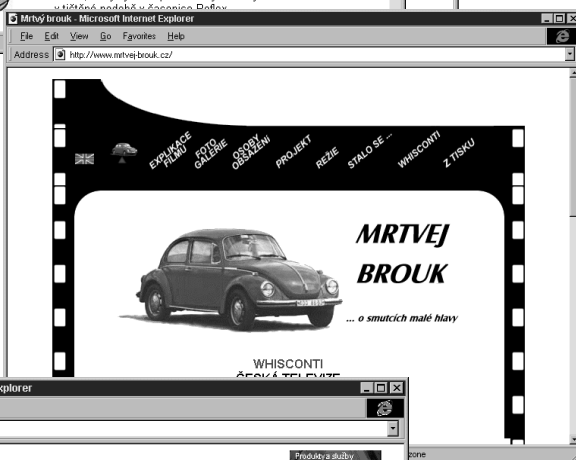 v tištěné podobě v časopise Reflex
Mrtvý brouk - Microsoft Internet Explorer
File Edit View Go Favorites Help
Address http://www.mrtvej-brouk.cz/
EXPLIKACE
FILMU
FOTO
GALERIE
OSOBY
OBSAZENÍ
PROJEKT
REŽIE
STALO SE ...
WHISCONTI
Z TISKU
MRTVEJ
BROUK
... o smutcích malé hlavy
WHISCONTI
ČESKÁ TELEVIZE
xplorer
Produkty a služby
zone